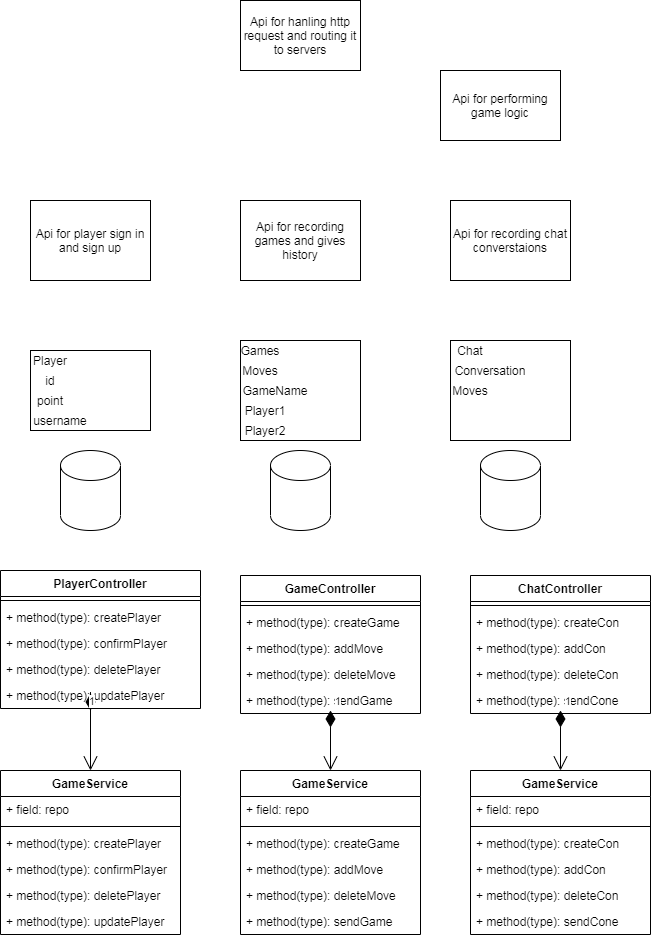 Api for hanling http
request and routing it
to servers
Api for performing
game logic
Api for player sign in
and sign up
Api for recording
games and gives
history
Api for recording chat
converstaions
Player
id
point
username
Games
Moves
GameName
Player1
Player2
Chat
Conversation
Moves
PlayerController
+ method(type): createPlayer
+ method(type): confirmPlayer
+ method(type): deletePlayer
+ method(type): updatePlayer
1
GameController
+ method(type): createGame
+ method(type): addMove
+ method(type): deleteMove
+ method(type): sendGame
1
ChatController
+ method(type): createCon
+ method(type): addCon
+ method(type): deleteCon
+ method(type): sendCone
1
GameService
+ field: repo
+ method(type): createPlayer
+ method(type): confirmPlayer
+ method(type): deletePlayer
+ method(type): updatePlayer
GameService
+ field: repo
+ method(type): createGame
+ method(type): addMove
+ method(type): deleteMove
+ method(type): sendGame
GameService
+ field: repo
+ method(type): createCon
+ method(type): addCon
+ method(type): deleteCon
+ method(type): sendCone